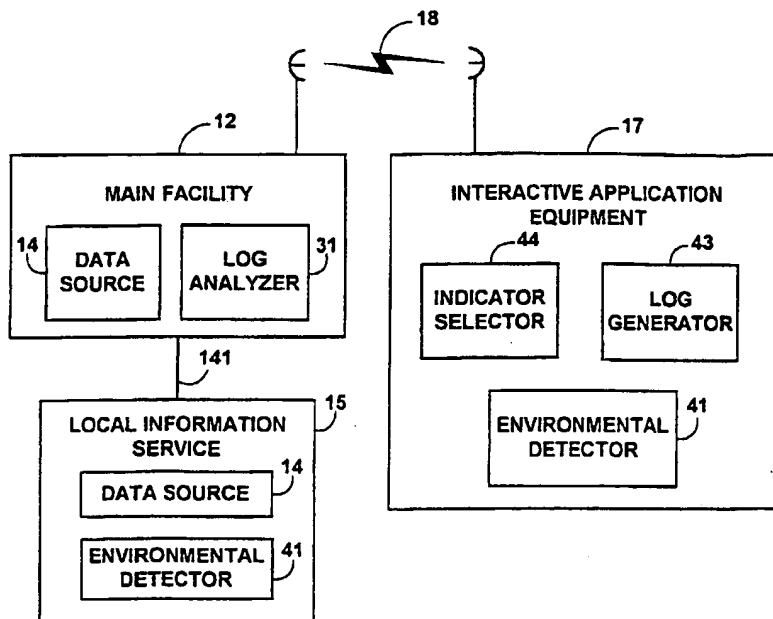 18
12
MAIN FACILITY
14
DATA
SOURCE
LOG
ANALYZER
31
141
15
LOCAL INFORMATION
SERVICE
DATA SOURCE
14
ENVIRONMENTAL
DETECTOR
41
17
INTERACTIVE APPLICATION
EQUIPMENT
44
INDICATOR
SELECTOR
43
LOG
GENERATOR
ENVIRONMENTAL
DETECTOR
41